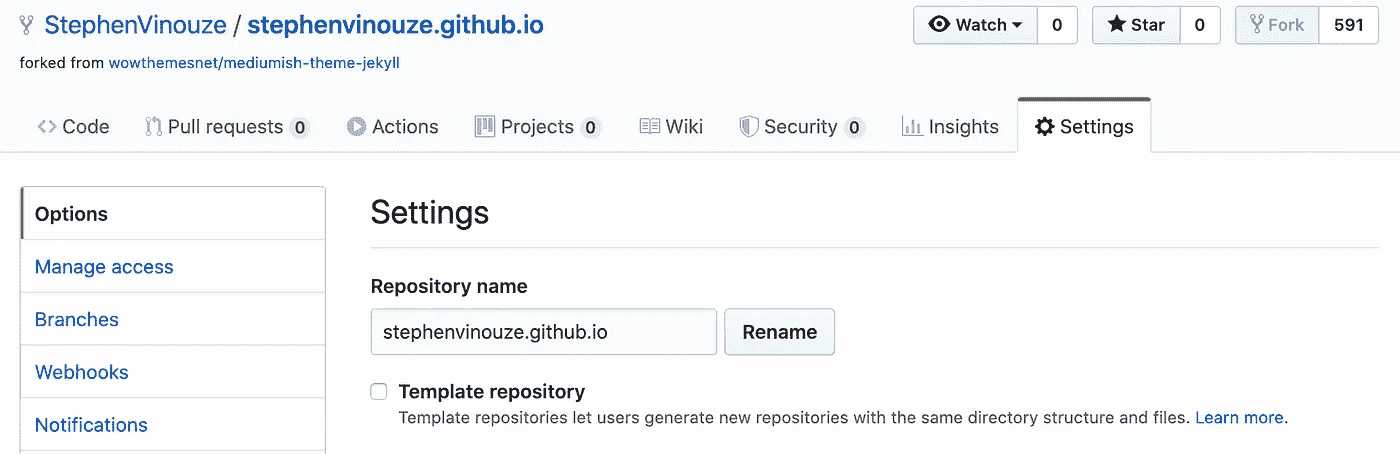 StephenVinouze / stephenvinouze.github.io
Watch 0 Star 0 Fork 591
forked from wowthemesnet/mediumish-theme-jekyll
Code Pull requests 0 Actions Projects 0 Wiki Security 0 Insights Settings
Options
Manage access
Branches
Webhooks
Notifications
Settings
Repository name
stephenvinouze.github.io Rename
Template repository
Template repositories let users generate new repositories with the same directory structure and files. Learn more.